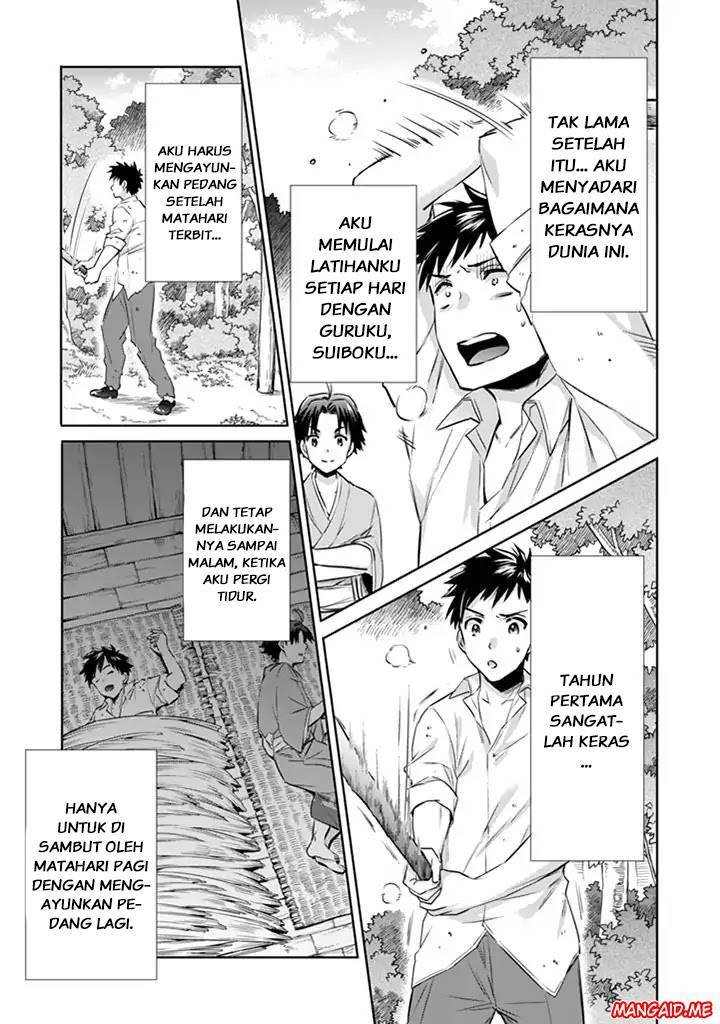 TAK LAMA
SETELAH
ITU... AKU
MENYADARI
BAGAIMANA
KERASNYA
DUNIA INI.
AKU
MEMULAI
LATIHANKU
SETIAP HARI
DENGAN
GURUKU,
SUIBOKU...
AKU HARUS
MENGAYUN-
KAN PEDANG
SETELAH
MATAHARI
TERBIT...
DAN TETAP
MELAKUKAN-
NYA SAMPAI
MALAM, KETIKA
AKU PERGI
TIDUR.
HANYA
UNTUK DI
SAMBUT OLEH
MATAHARI PAGI
DENGAN MENG-
AYUNKAN PE-
DANG LAGI.
TAHUN
PERTAMA
SANGAT-
LAH KERAS
...
MANGAID.ME